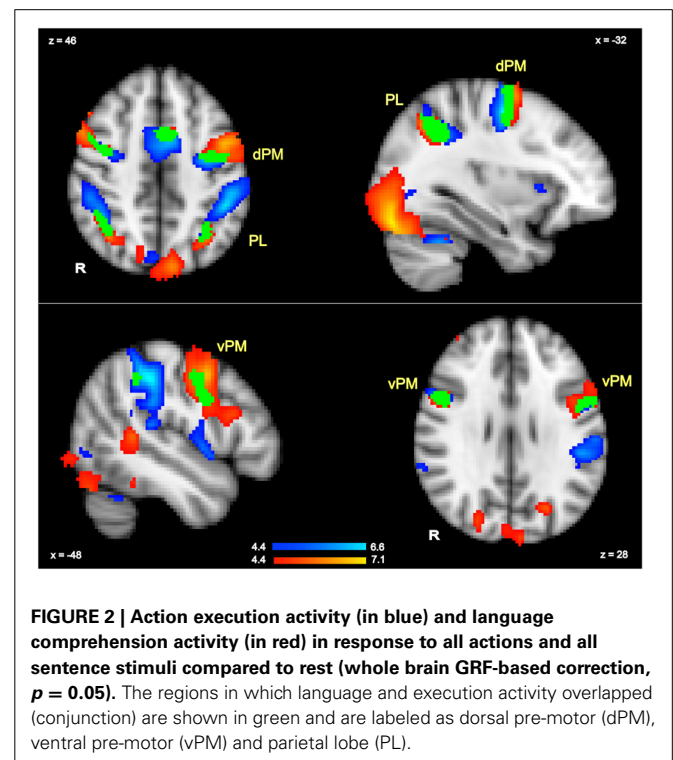 z = 46
x = -32
dPM
PL
dPM
PL
R
vPM
vPM
vPM
R
4.4 6.6
4.4 7.1
x = -48
z = 28
FIGURE 2 | Action execution activity (in blue) and language
comprehension activity (in red) in response to all actions and all
sentence stimuli compared to rest (whole brain GRF-based correction,
p = 0.05). The regions in which language and execution activity overlapped
(conjunction) are shown in green and are labeled as dorsal pre-motor (dPM),
ventral pre-motor (vPM) and parietal lobe (PL).